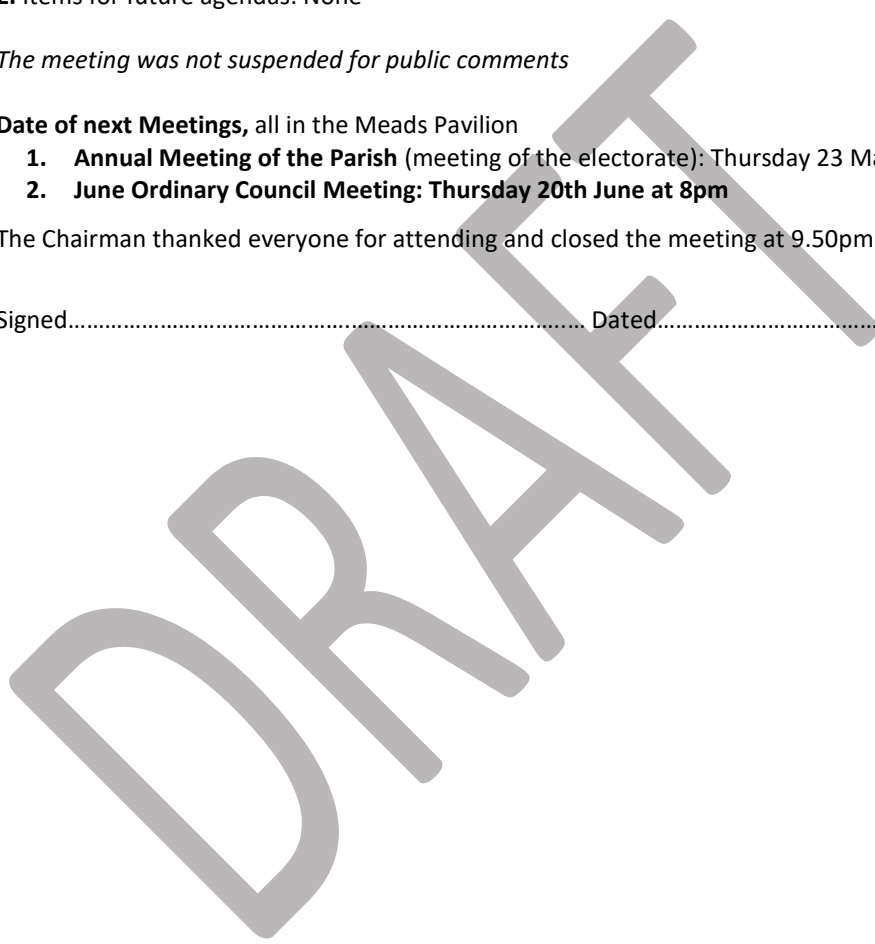 Items for future agendas: None
The meeting was not suspended for public comments
Date of next Meetings, all in the Meads Pavilion
1. Annual Meeting of the Parish (meeting of the electorate): Thursday 23
2. June Ordinary Council Meeting: Thursday 20th June at 8pm
The Chairman thanked everyone for attending and closed the meeting at 9.50pm
Signed……………………………………………………………………… Dated……………………………
DRAFT